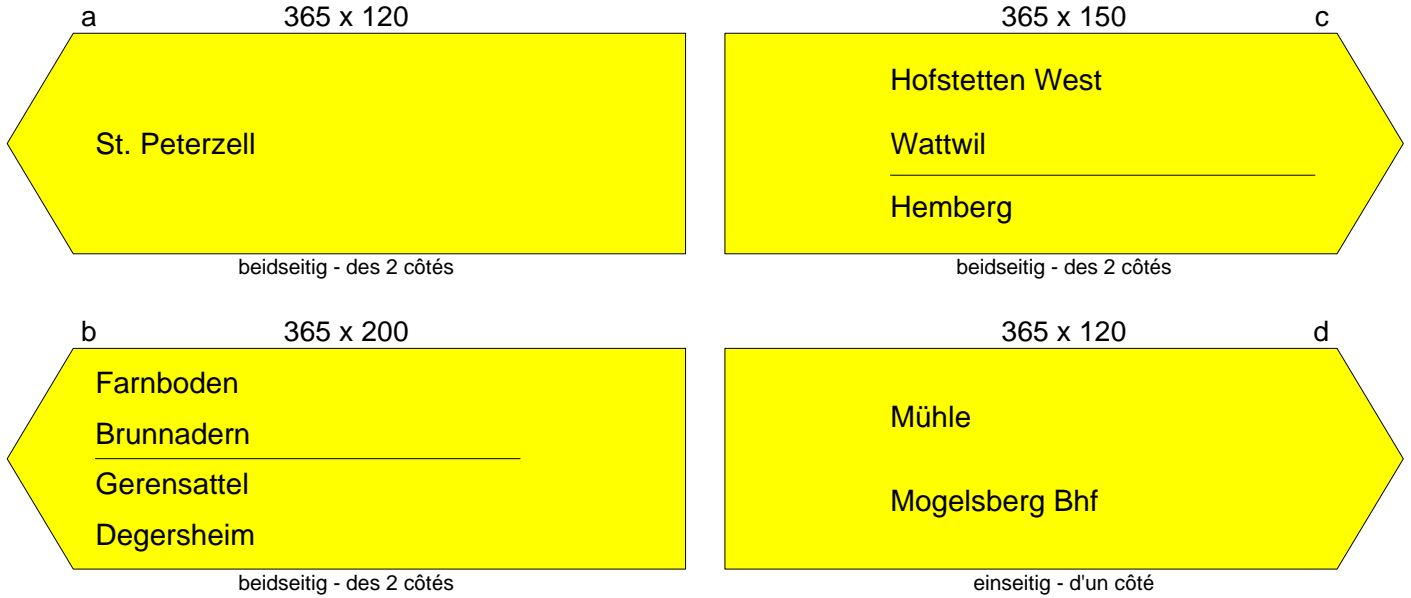 a 365 x 120
St. Peterzell
beidseitig - des 2 côtés
365 x 150 c
Hofstetten West
Wattwil
Hemberg
beidseitig - des 2 côtés
b 365 x 200
Farnboden
Brunnadern
Gerensattel
Degersheim
beidseitig - des 2 côtés
365 x 120 d
Mühle
Mogelsberg Bhf
einseitig - d'un côté